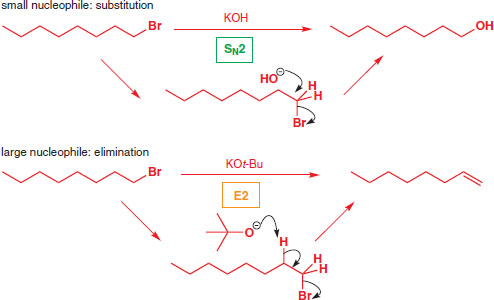 small nucleophile: substitution
Br
KOH
OH
SN2
HO⊖
H
H
Br
large nucleophile: elimination
Br
KOt-Bu
E2
O⊖
H
H
H
Br